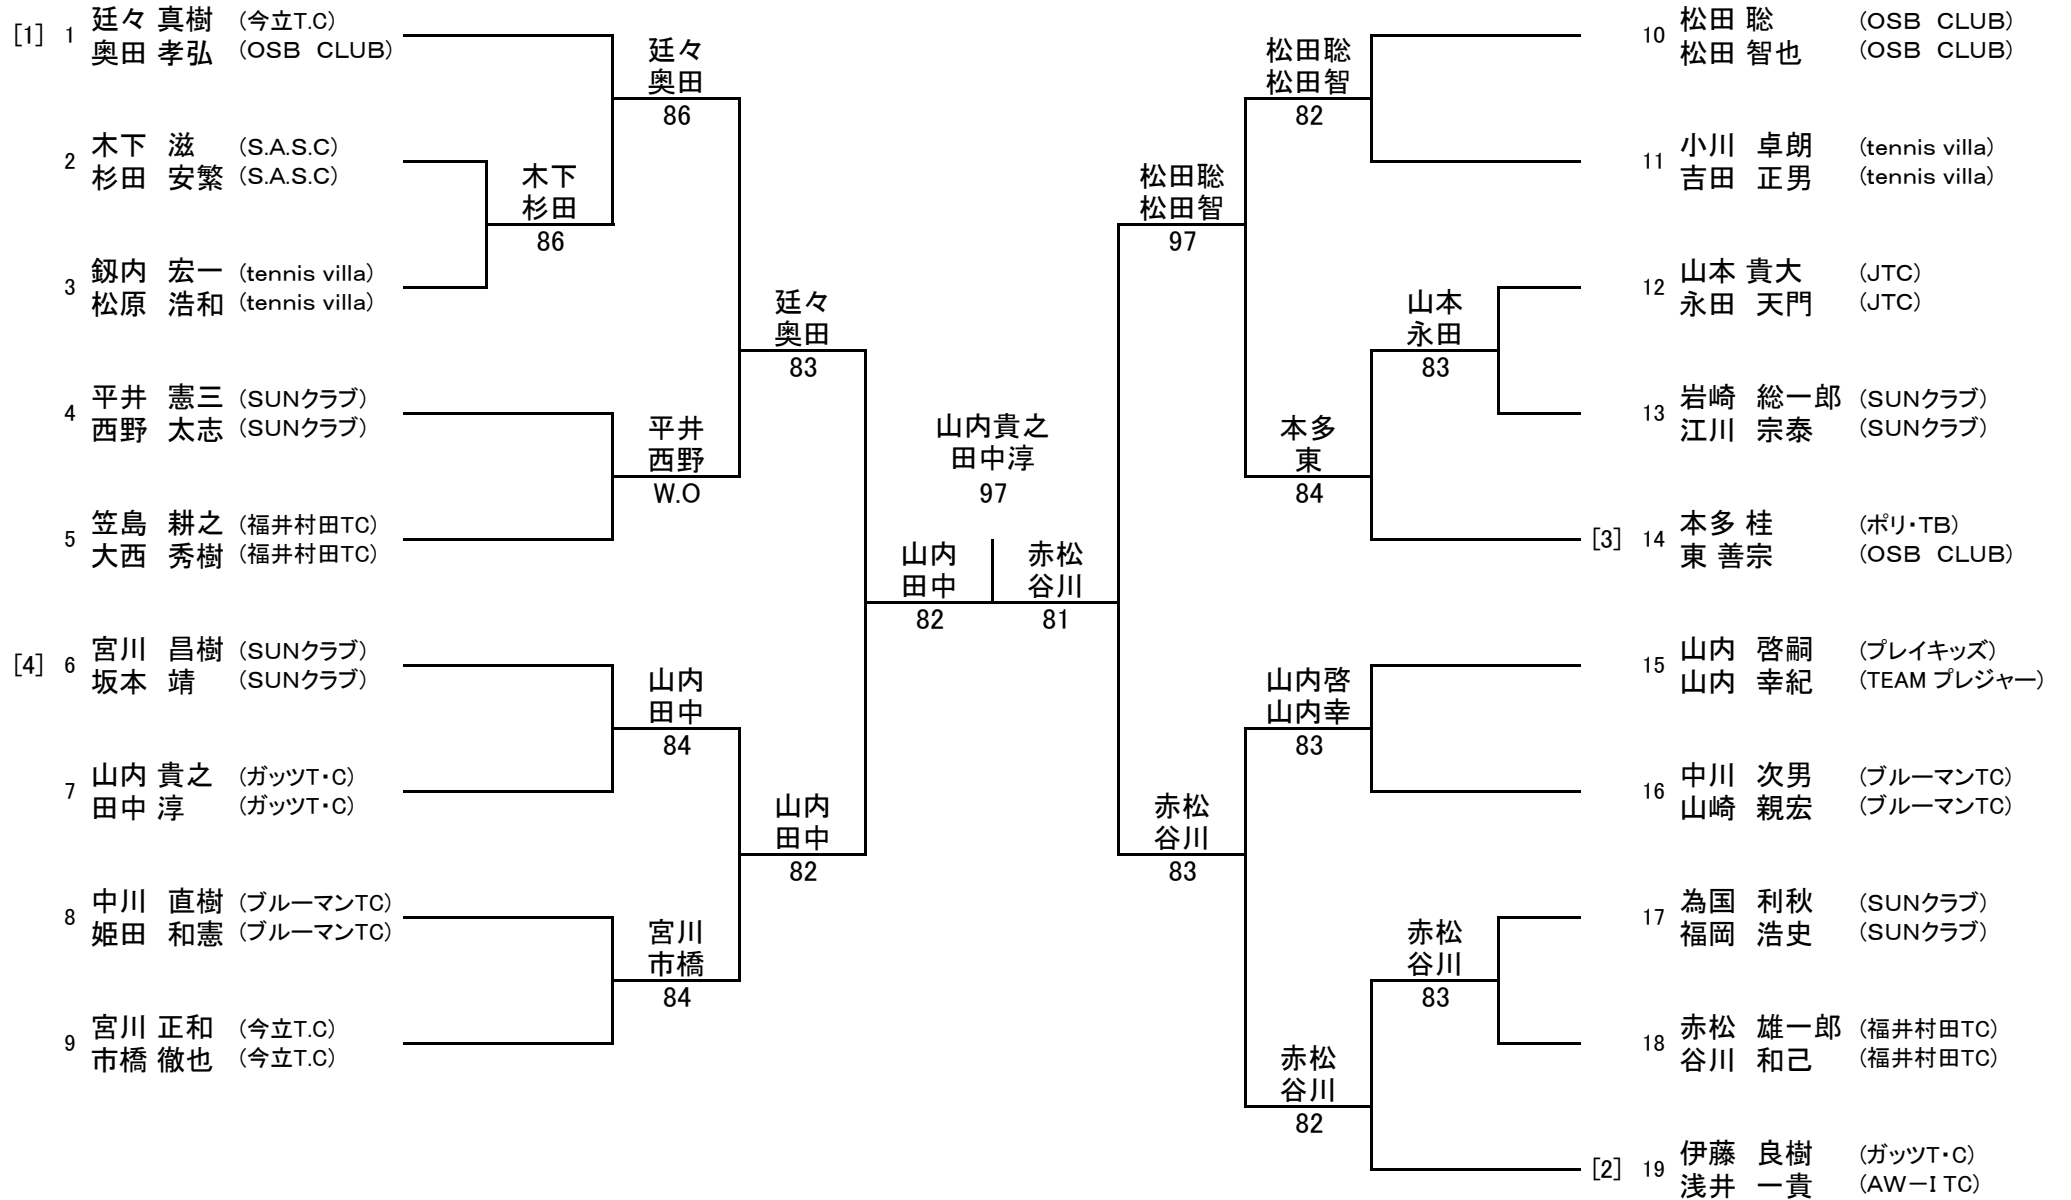 [1] 1 廷々 真樹 (今立T.C)
奥田 孝弘 (OSB CLUB)
2 木下 滋 (S.A.S.C)
杉田 安繁 (S.A.S.C)
3 釼内 宏一 (tennis villa)
松原 浩和 (tennis villa)
4 平井 憲三 (SUNクラブ)
西野 太志 (SUNクラブ)
5 笠島 耕之 (福井村田TC)
大西 秀樹 (福井村田TC)
[4] 6 宮川 昌樹 (SUNクラブ)
坂本 靖 (SUNクラブ)
7 山内 貴之 (ガッツT・C)
田中 淳 (ガッツT・C)
8 中川 直樹 (ブルーマンTC)
姫田 和憲 (ブルーマンTC)
9 宮川 正和 (今立T.C)
市橋 徹也 (今立T.C)
木下
杉田
86
廷々
奥田
86
平井
西野
W.O
山内
田中
84
宮川
市橋
84
廷々
奥田
83
山内
田中
82
山内
田中
82
山内貴之
田中淳
97
赤松
谷川
81
松田聡
松田智
97
赤松
谷川
83
松田聡
松田智
82
本多
東
84
山内啓
山内幸
83
赤松
谷川
82
山本
永田
83
赤松
谷川
83
10 松田 聡 (OSB CLUB)
松田 智也 (OSB CLUB)
11 小川 卓朗 (tennis villa)
吉田 正男 (tennis villa)
12 山本 貴大 (JTC)
永田 天門 (JTC)
13 岩崎 総一郎 (SUNクラブ)
江川 宗泰 (SUNクラブ)
[3] 14 本多 桂 (ポリ・TB)
東 善宗 (OSB CLUB)
15 山内 啓嗣 (プレイキッズ)
山内 幸紀 (TEAM プレジャー)
16 中川 次男 (ブルーマンTC)
山崎 親宏 (ブルーマンTC)
17 為国 利秋 (SUNクラブ)
福岡 浩史 (SUNクラブ)
18 赤松 雄一郎 (福井村田TC)
谷川 和己 (福井村田TC)
[2] 19 伊藤 良樹 (ガッツT・C)
浅井 一貴 (AW－I TC)